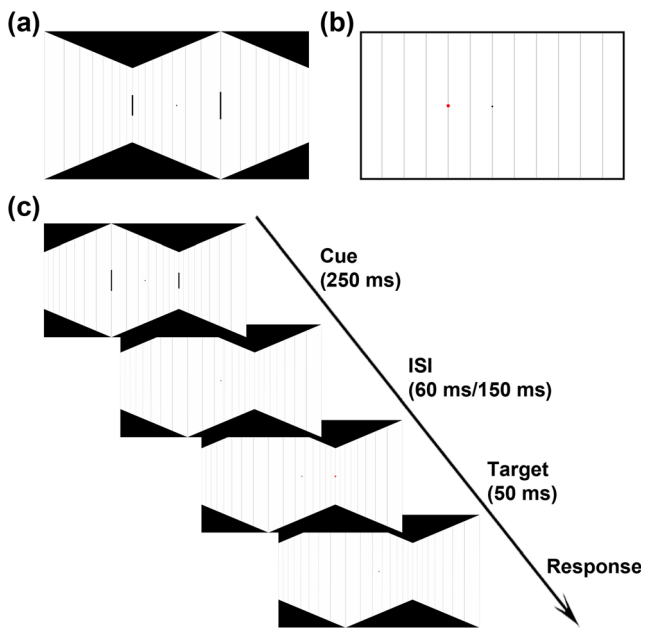 (a)
(b)
(c)
Cue
(250 ms)
ISI
(60 ms/150 ms)
Target
(50 ms)
Response